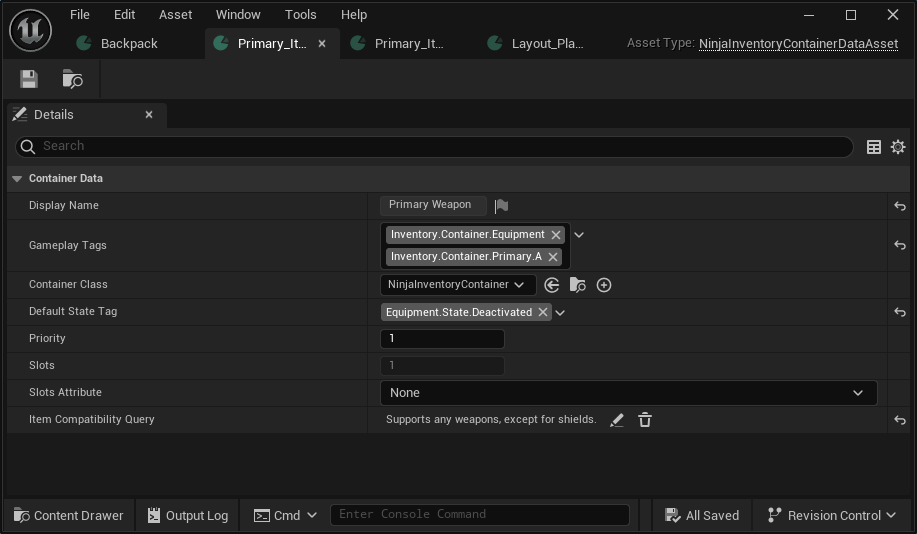 File Edit Asset Window Tools Help
Backpack Primary_It... Primary_It... Layout_Pla... Asset Type: NinjaInventoryContainerDataAsset
Details
Search
Container Data
Display Name Primary Weapon
Gameplay Tags Inventory.Container.Equipment
Inventory.Container.Primary.A
Container Class NinjaInventoryContainer
Default State Tag Equipment.State.Deactivated
Priority 1
Slots 1
Slots Attribute None
Item Compatibility Query Supports any weapons, except for shields.
Content Drawer Output Log Cmd Enter Console Command All Saved Revision Control